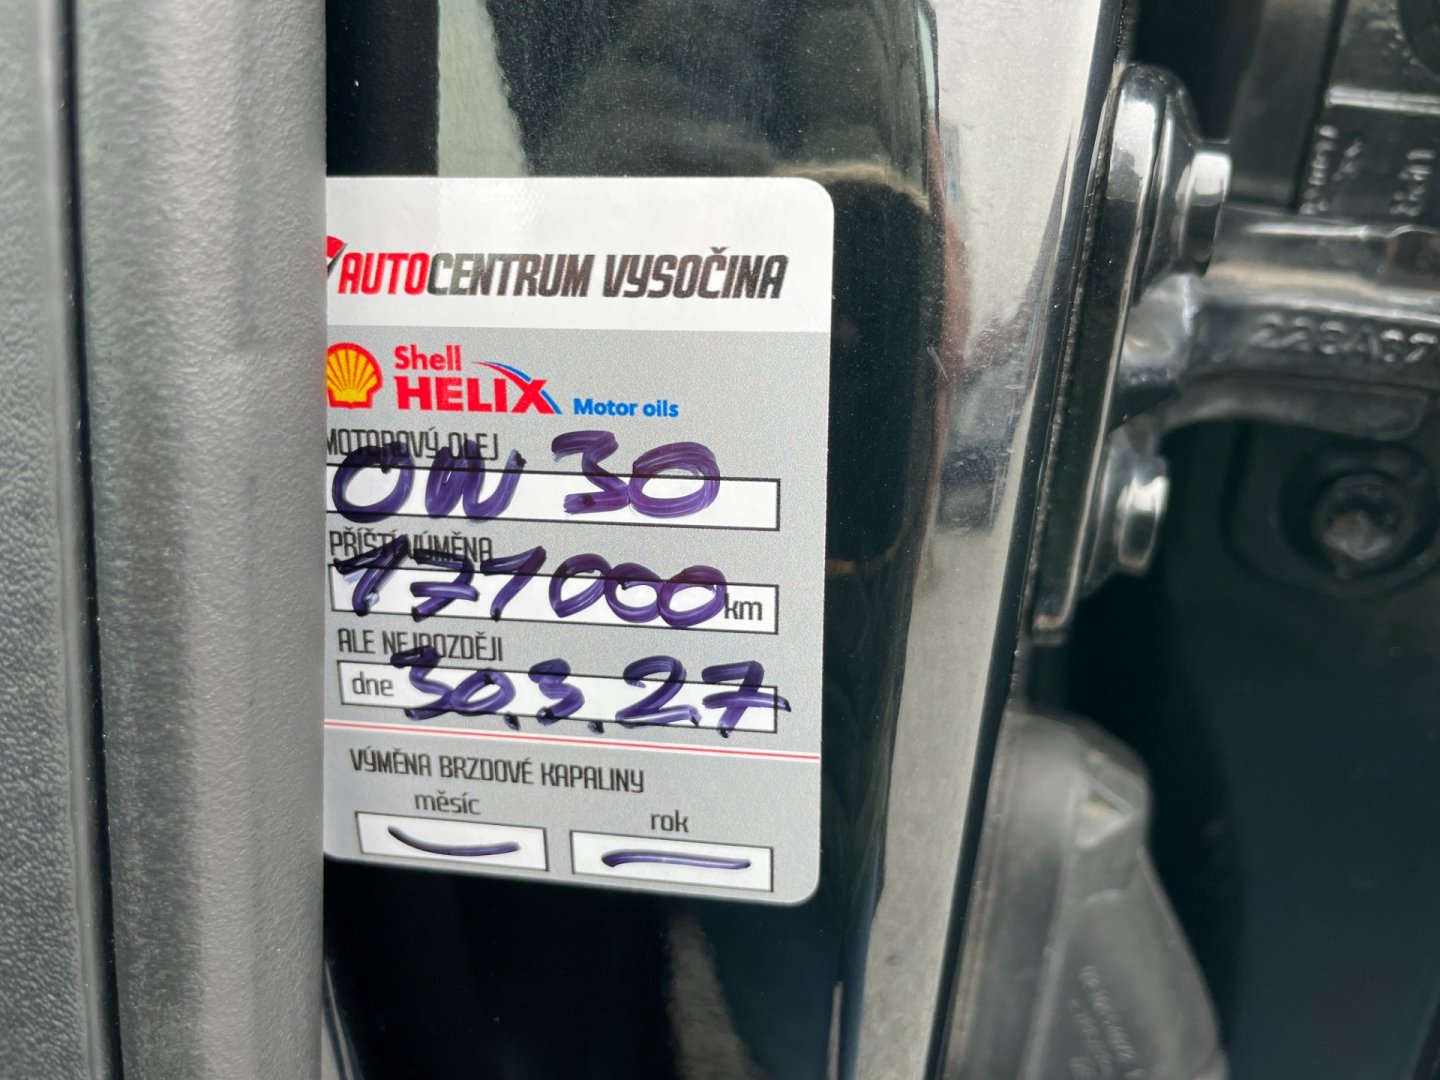 AUTOCENTRUM VYSOČINA
Shell
HELIX Motor oils
MOTOROVÝ OLEJ
0W 30
PŘÍŠTÍ VÝMĚNA
171000 km
ALE NEJPOZDĚJI
dne 30.3.27
VÝMĚNA BRZDOVÉ KAPALINY
měsíc rok